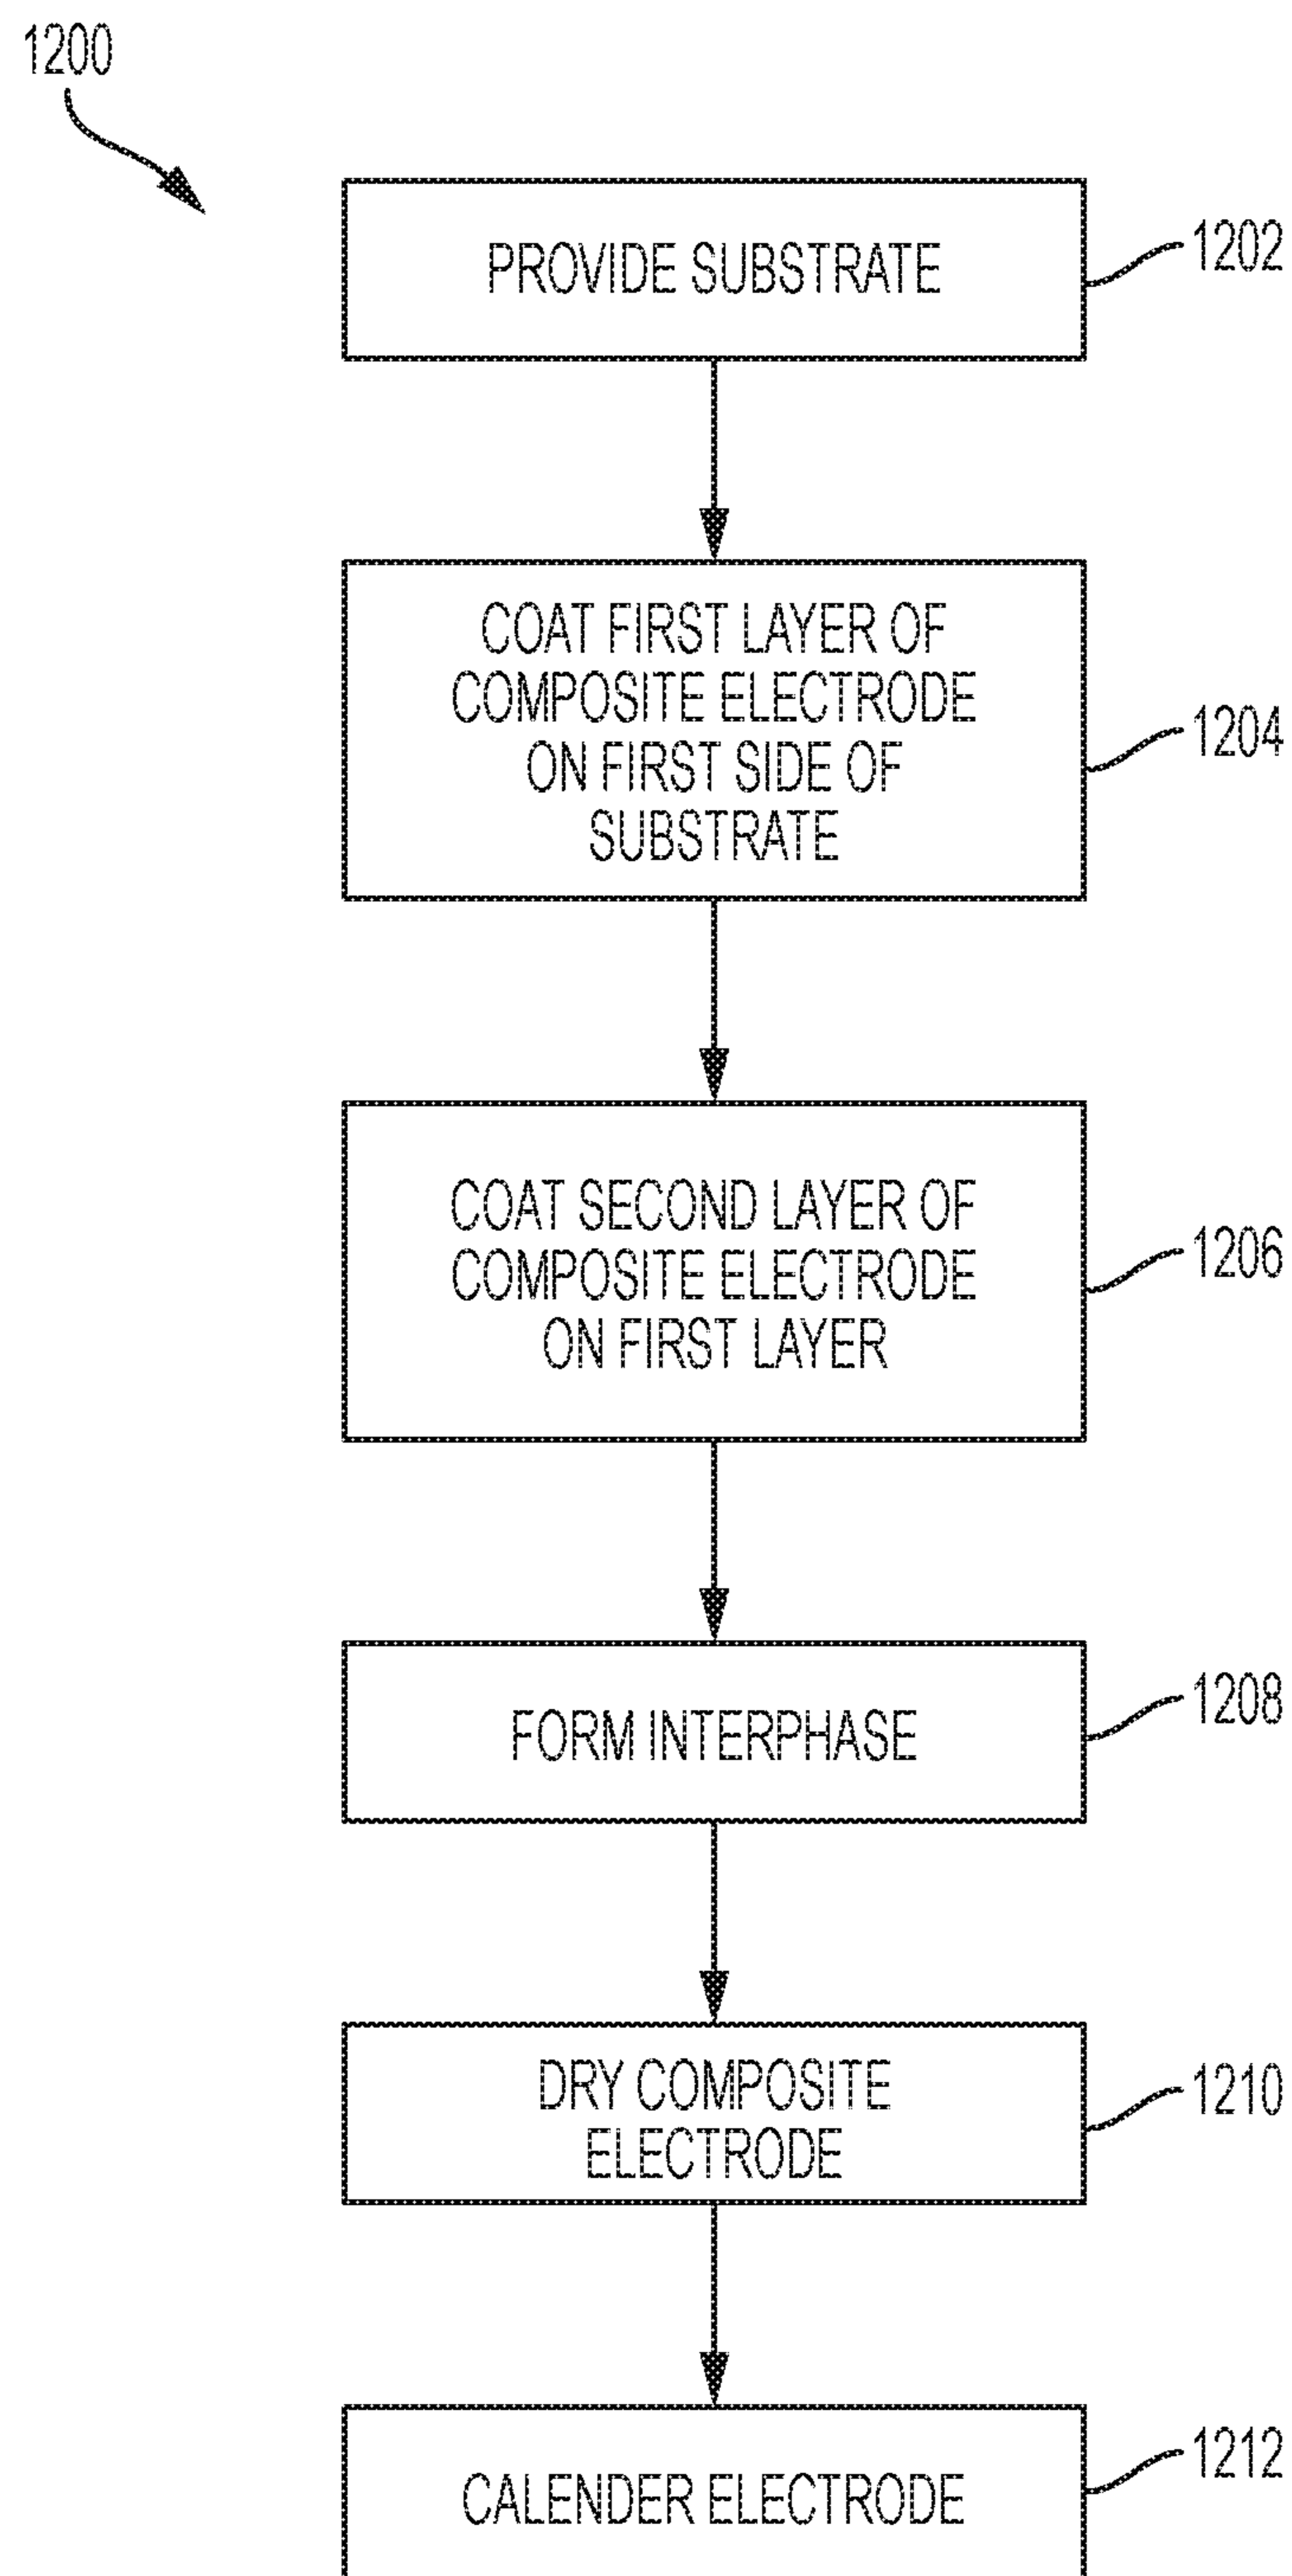 1200
PROVIDE SUBSTRATE
1202
COAT FIRST LAYER OF
COMPOSITE ELECTRODE
ON FIRST SIDE OF
SUBSTRATE
1204
COAT SECOND LAYER OF
COMPOSITE ELECTRODE
ON FIRST LAYER
1206
FORM INTERPHASE
1208
DRY COMPOSITE
ELECTRODE
1210
CALENDER ELECTRODE
1212